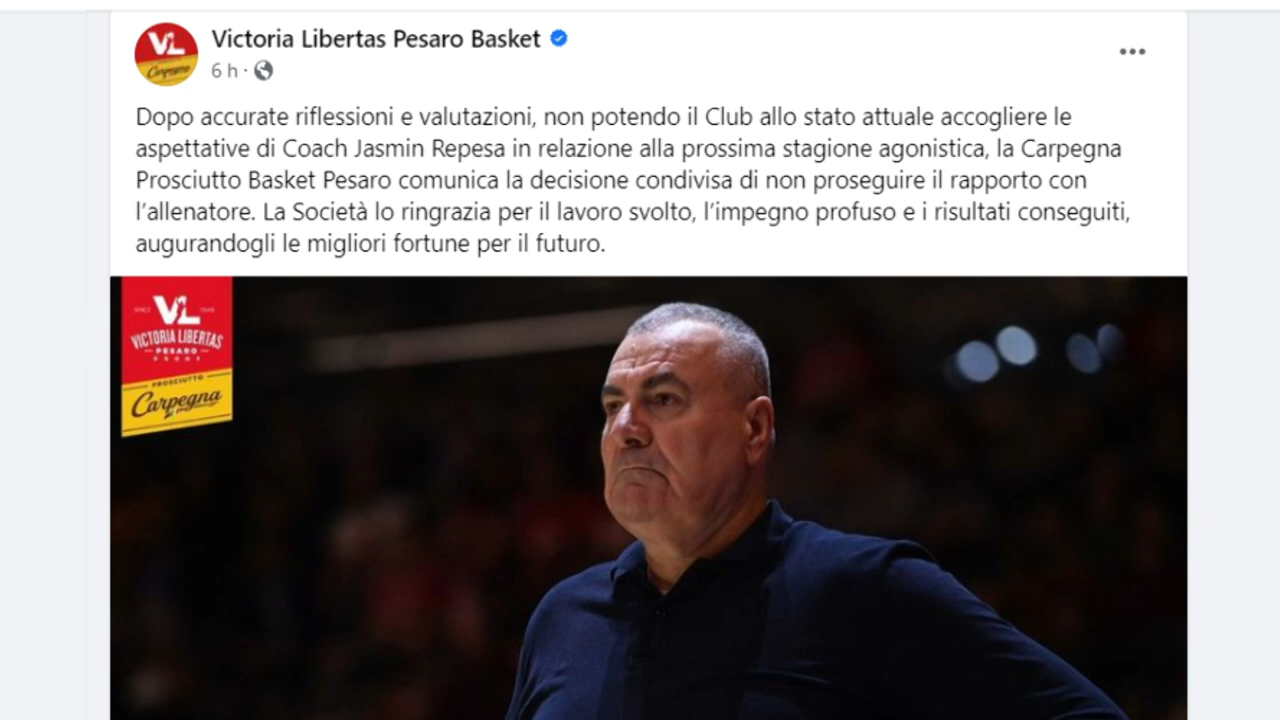 VL
Carpegna
Victoria Libertas Pesaro Basket
6 h ·
Dopo accurate riflessioni e valutazioni, non potendo il Club allo stato attuale accogliere le
aspettative di Coach Jasmin Repesa in relazione alla prossima stagione agonistica, la Carpegna
Prosciutto Basket Pesaro comunica la decisione condivisa di non proseguire il rapporto con
l’allenatore. La Società lo ringrazia per il lavoro svolto, l’impegno profuso e i risultati conseguiti,
augurandogli le migliori fortune per il futuro.
SINCE VL 1946
VICTORIA LIBERTAS
PESARO
PROSCIUTTO
Carpegna